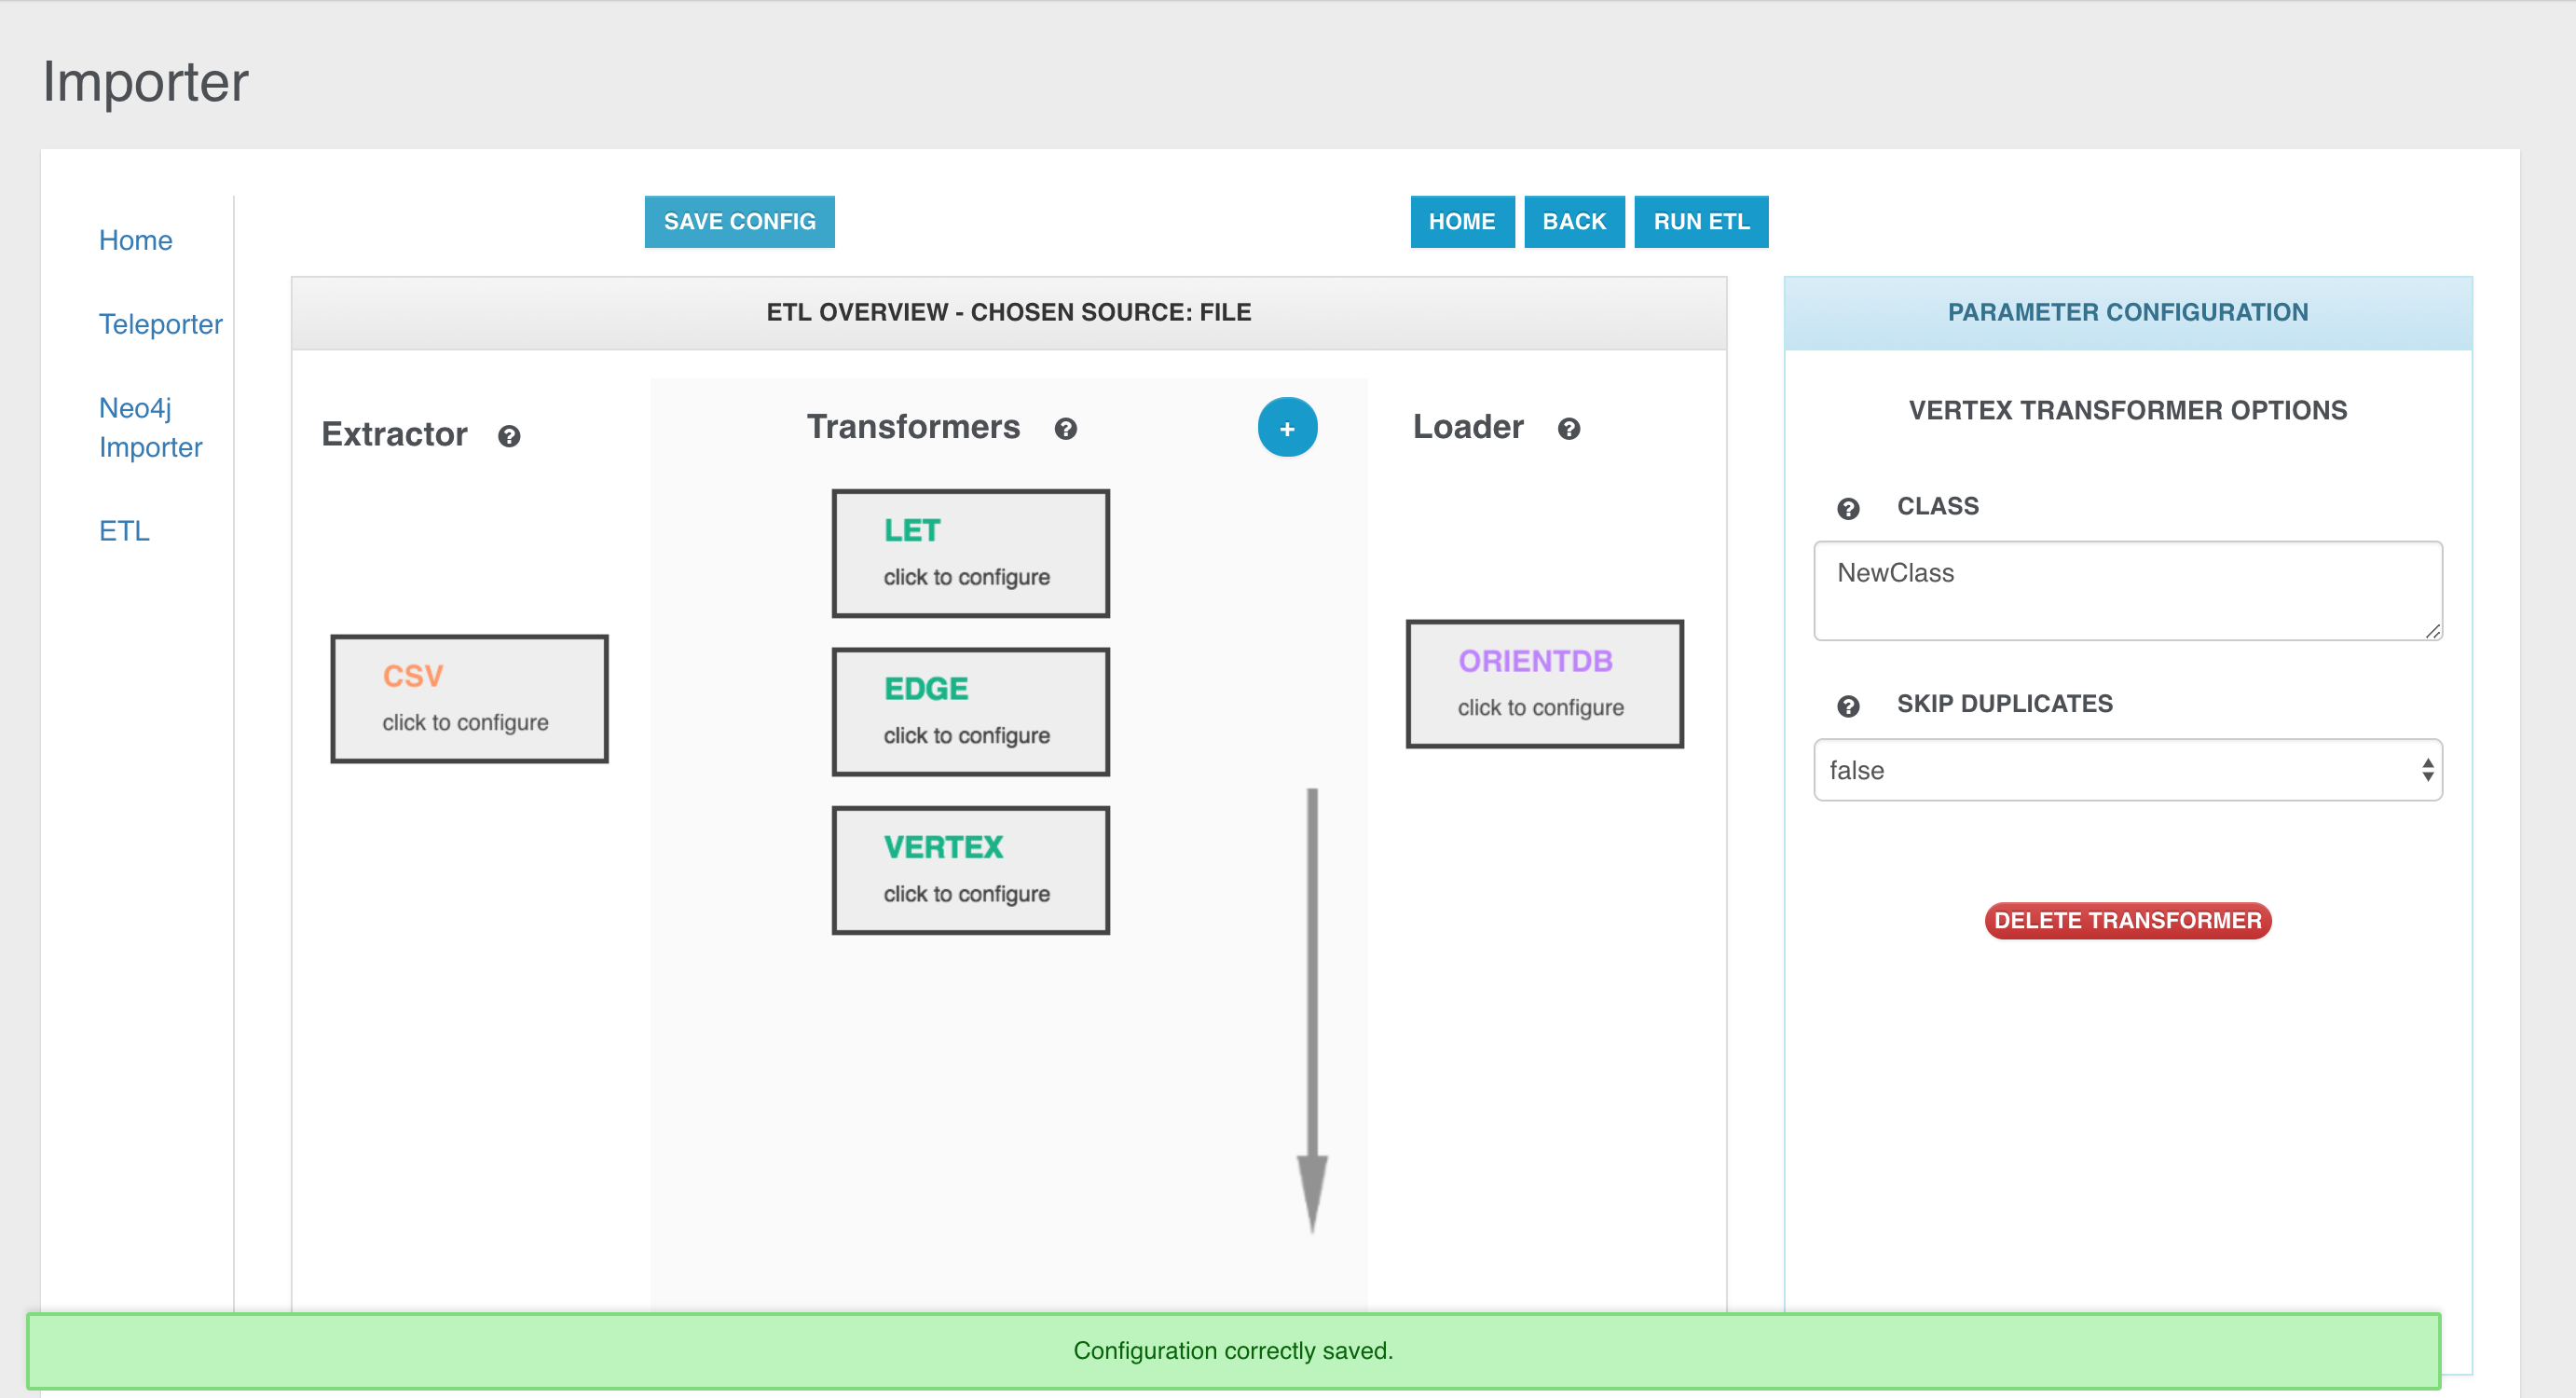 Importer
Home
Teleporter
Neo4j
Importer
ETL
SAVE CONFIG
HOME
BACK
RUN ETL
ETL OVERVIEW - CHOSEN SOURCE: FILE
Extractor ?
CSV
click to configure
Transformers ? +
LET
click to configure
EDGE
click to configure
VERTEX
click to configure
Loader ?
ORIENTDB
click to configure
PARAMETER CONFIGURATION
VERTEX TRANSFORMER OPTIONS
? CLASS
NewClass
? SKIP DUPLICATES
false
DELETE TRANSFORMER
Configuration correctly saved.